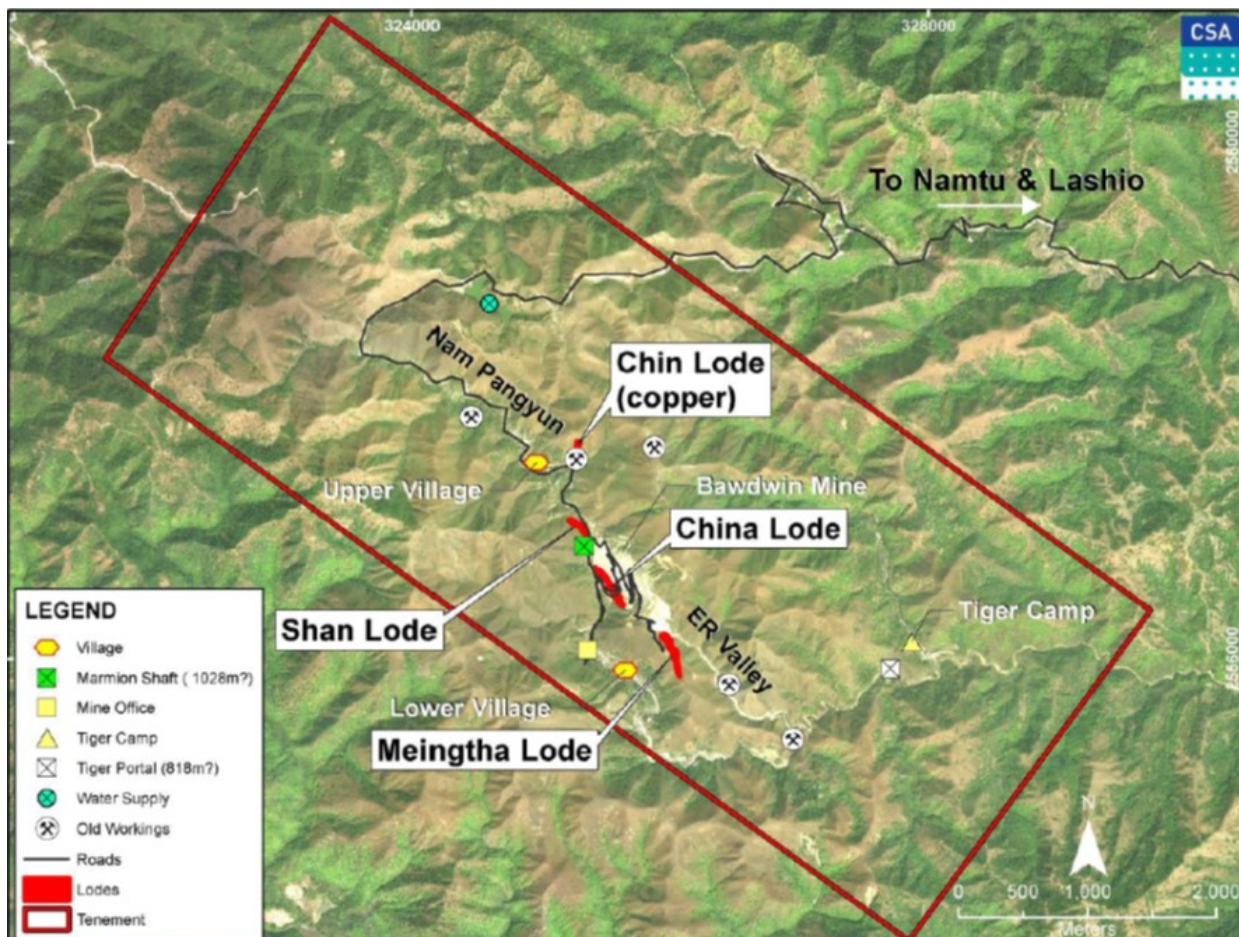 324000
328000
CSA
2580000
To Namtu & Lashio
Nam Pangyun
Chin Lode
(copper)
Upper Village
Bawdwin Mine
China Lode
Shan Lode
ER Valley
Tiger Camp
2566000
Lower Village
Meingtha Lode
LEGEND
Village
Marmion Shaft ( 1028m?)
Mine Office
Tiger Camp
Tiger Portal (818m?)
Water Supply
Old Workings
Roads
Lodes
Tenement
N
0 500 1,000 2,000
Meters